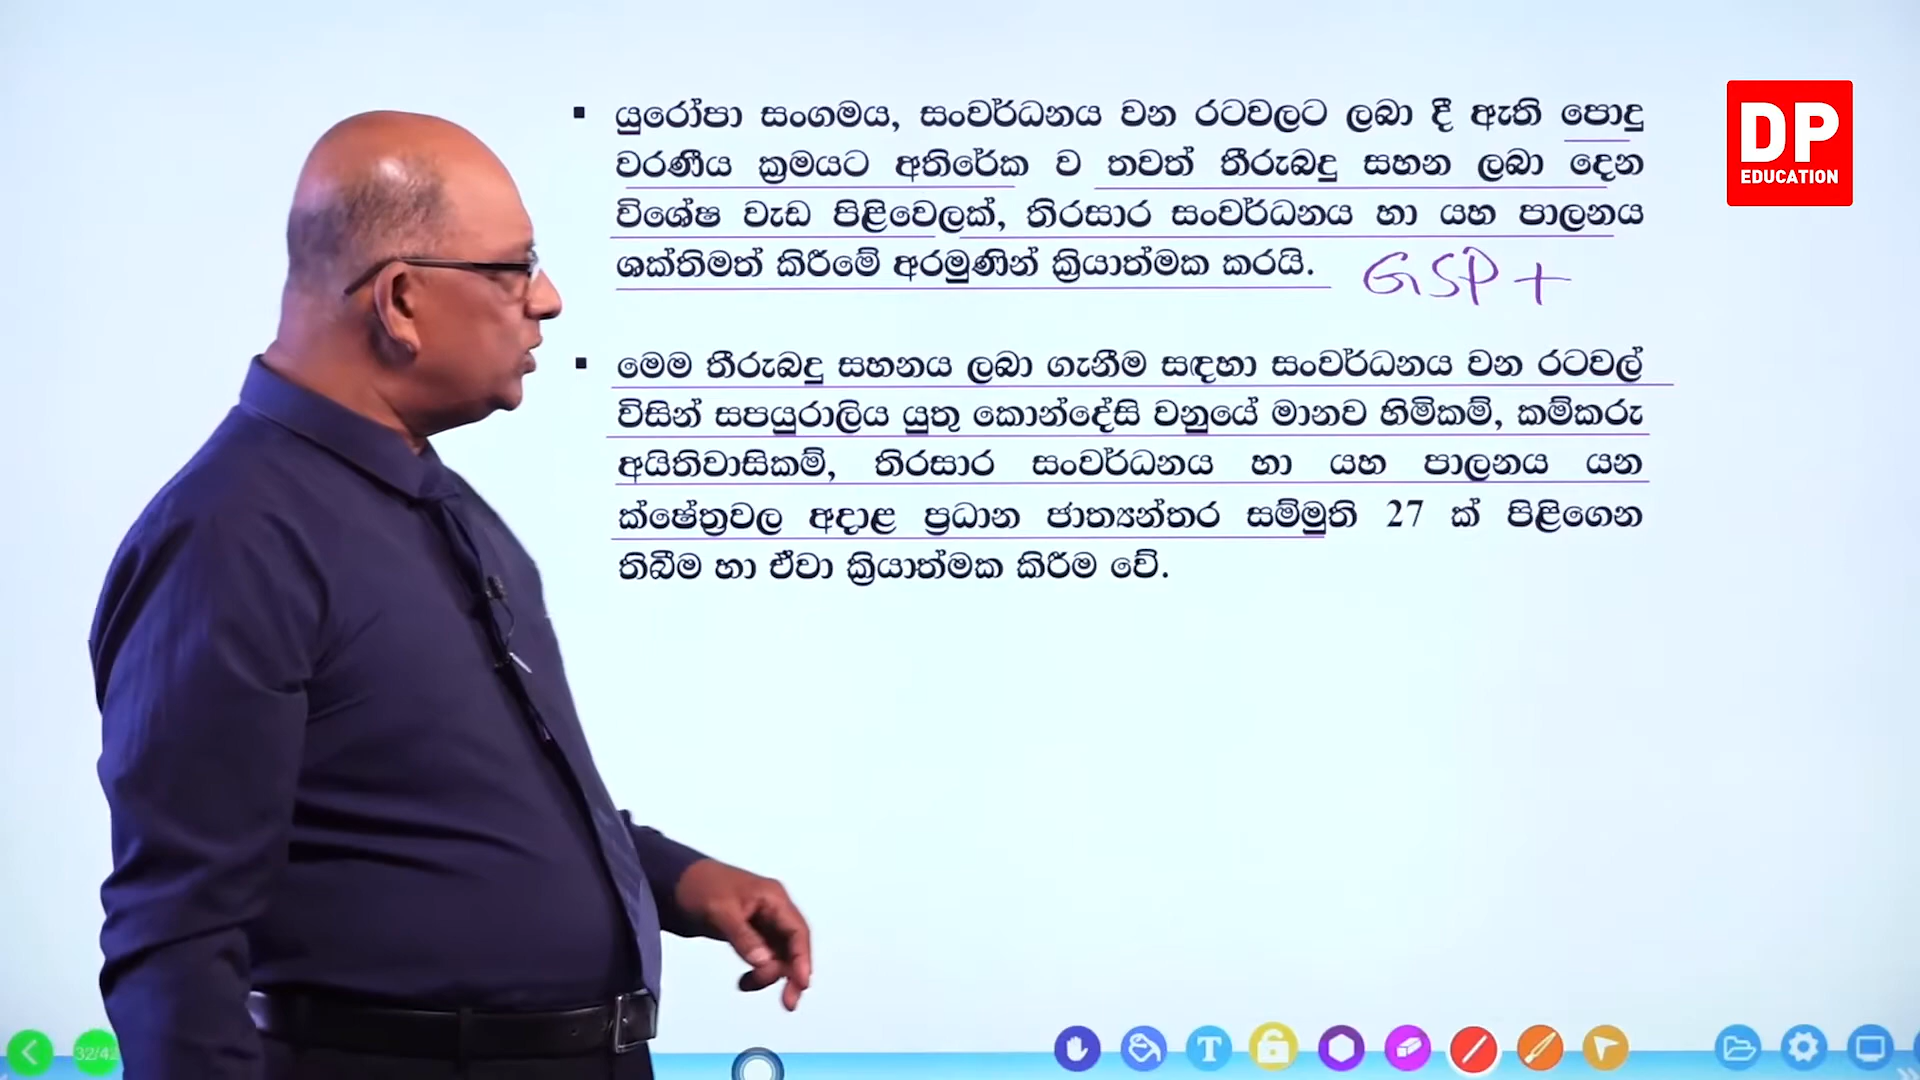 ▪ යුරෝපා සංගමය, සංවර්ධනය වන රටවලට ලබා දී ඇති පොදු
වරණීය ක්‍රමයට අතිරේක ව තවත් තීරුබදු සහන ලබා දෙන
විශේෂ වැඩ පිළිවෙලක්, තිරසාර සංවර්ධනය හා යහ පාලනය
ශක්තිමත් කිරීමේ අරමුණින් ක්‍රියාත්මක කරයි.
GSP +
▪ මෙම තීරුබදු සහනය ලබා ගැනීම සඳහා සංවර්ධනය වන රටවල්
විසින් සපයුරාලිය යුතු කොන්දේසි වනුයේ මානව හිමිකම්, කම්කරු
අයිතිවාසිකම්, තිරසාර සංවර්ධනය හා යහ පාලනය යන
ක්ෂේත්‍රවල අදාළ ප්‍රධාන ජාත්‍යන්තර සම්මුති 27 ක් පිළිගෙන
තිබීම හා ඒවා ක්‍රියාත්මක කිරීම වේ.
DP
EDUCATION
32/42
T